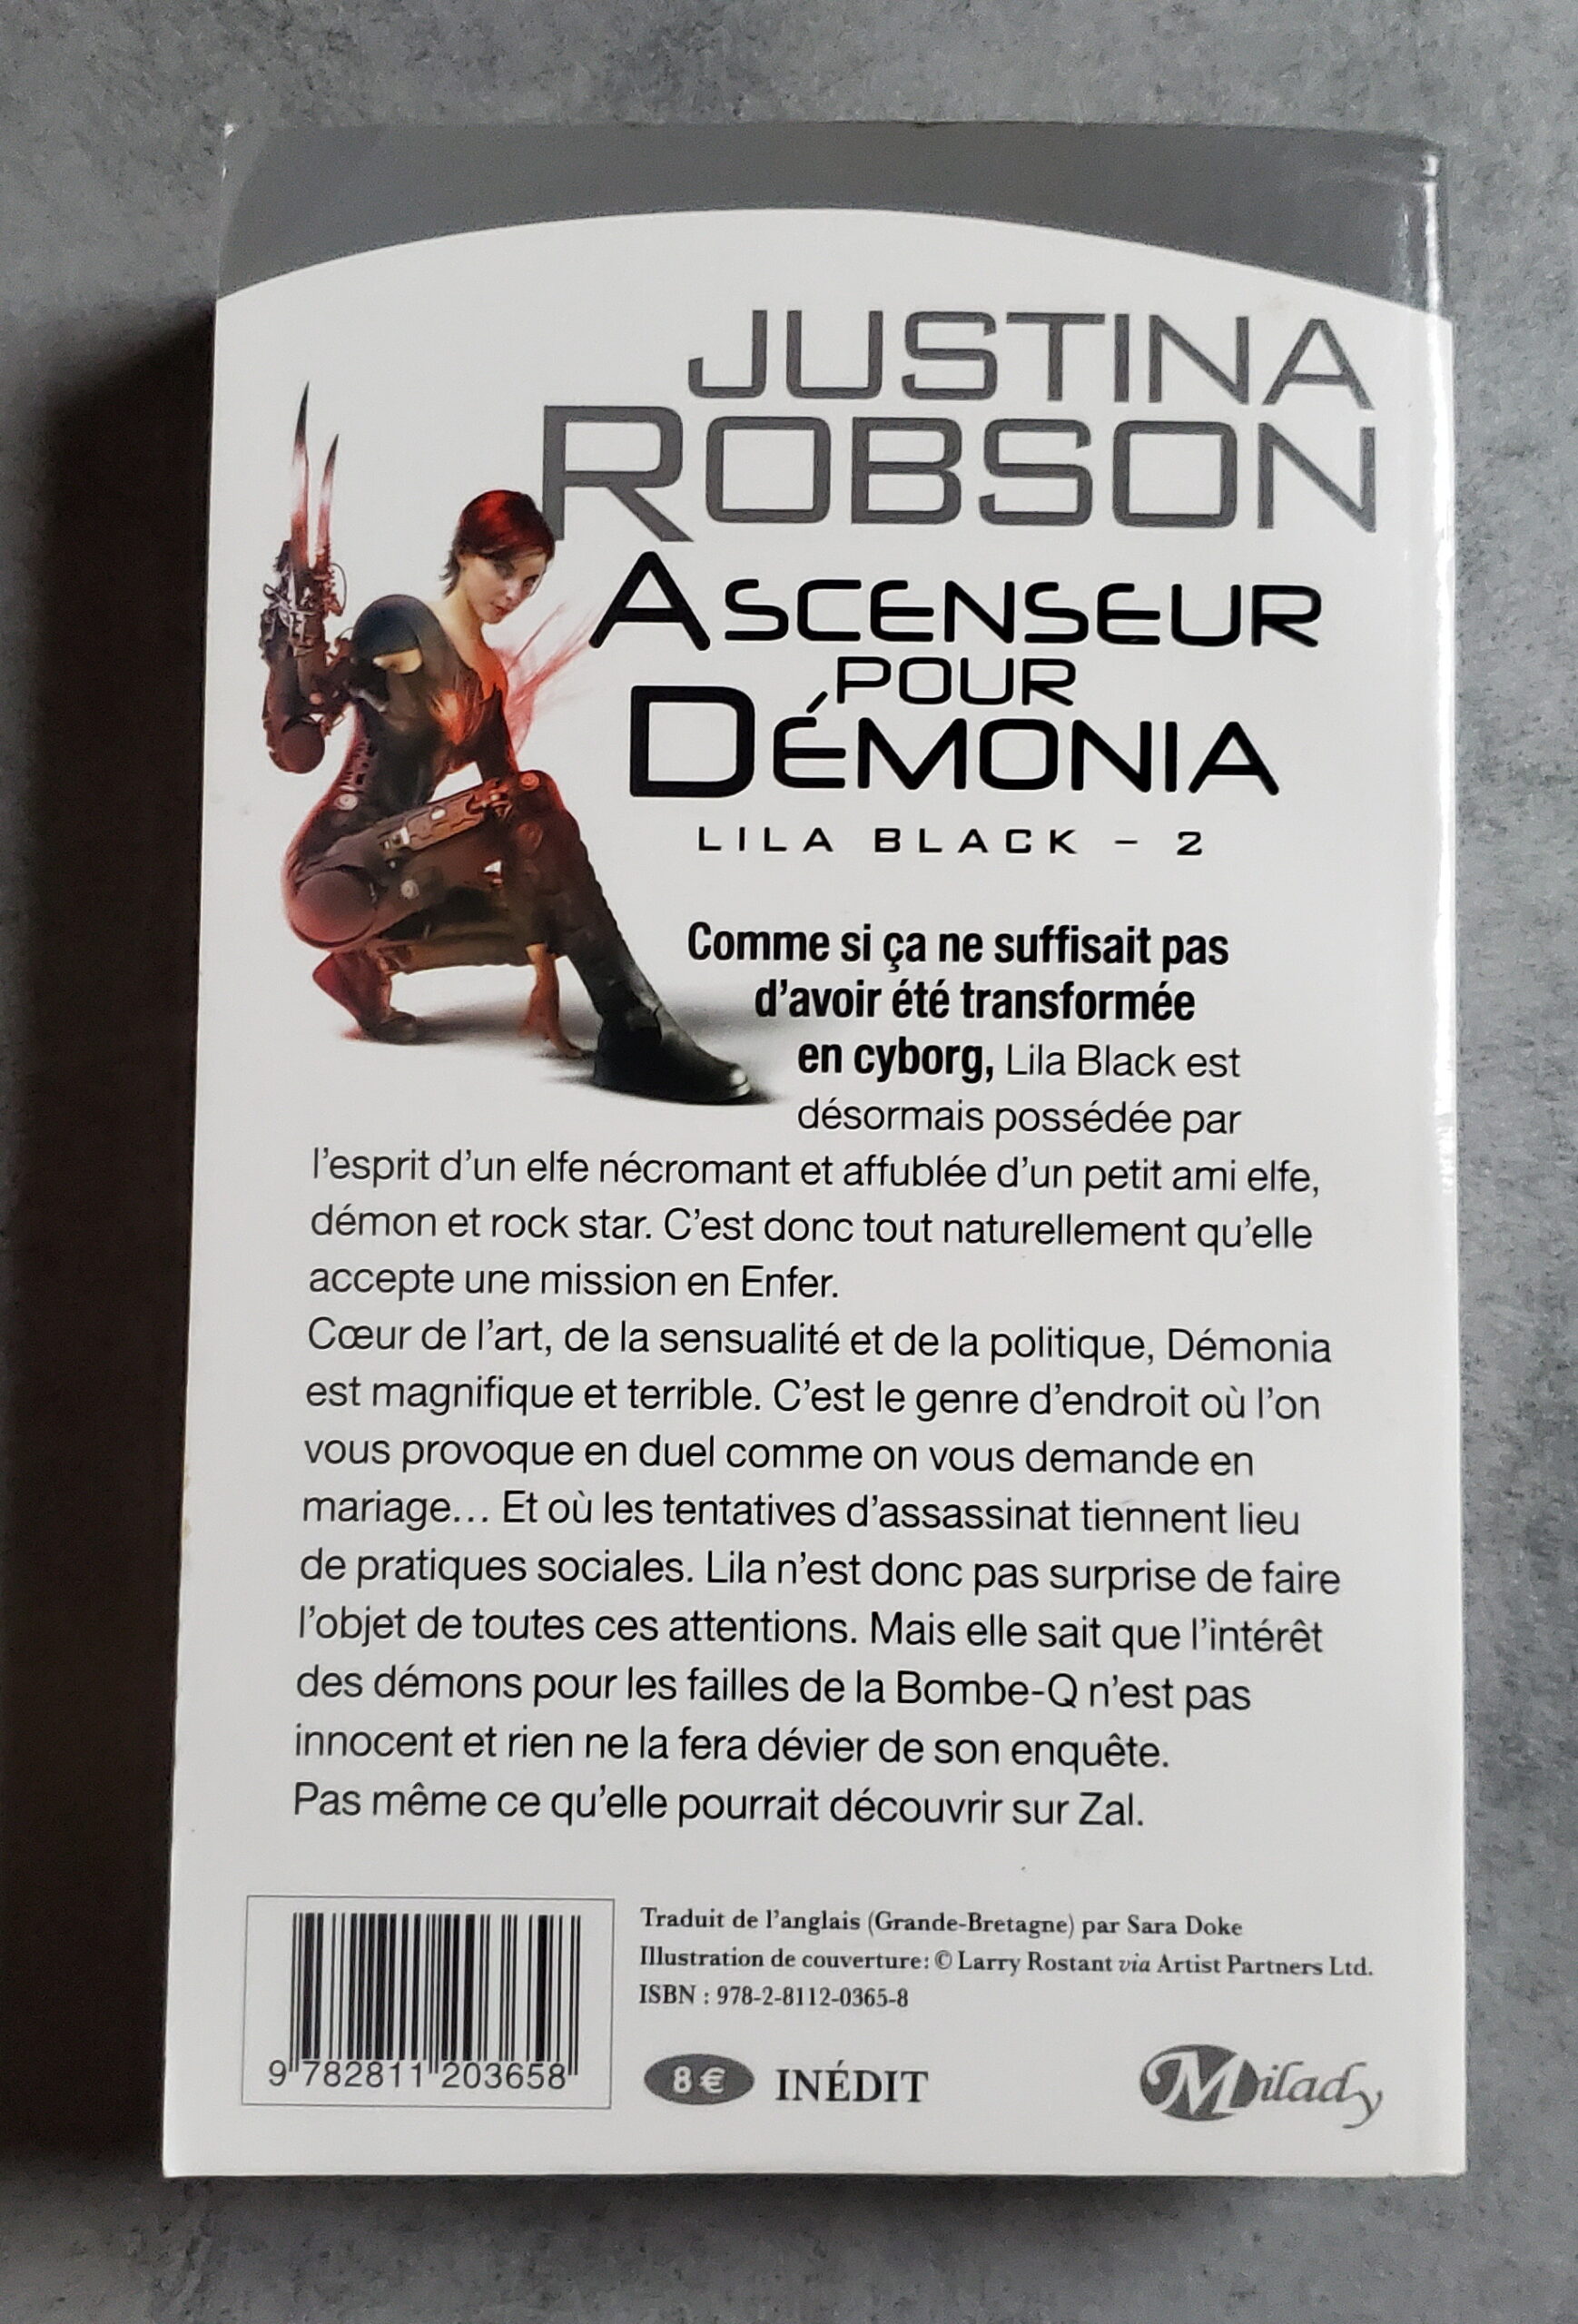 JUSTINA
ROBSON
ASCENSEUR
POUR
DÉMONIA
LILA BLACK – 2
Comme si ça ne suffisait pas
d'avoir été transformée
en cyborg, Lila Black est
désormais possédée par
l'esprit d'un elfe nécromant et affublée d'un petit ami elfe,
démon et rock star. C'est donc tout naturellement qu'elle
accepte une mission en Enfer.
Cœur de l'art, de la sensualité et de la politique, Démonia
est magnifique et terrible. C'est le genre d'endroit où l'on
vous provoque en duel comme on vous demande en
mariage… Et où les tentatives d'assassinat tiennent lieu
de pratiques sociales. Lila n'est donc pas surprise de faire
l'objet de toutes ces attentions. Mais elle sait que l'intérêt
des démons pour les failles de la Bombe-Q n'est pas
innocent et rien ne la fera dévier de son enquête.
Pas même ce qu'elle pourrait découvrir sur Zal.
Traduit de l'anglais (Grande-Bretagne) par Sara Doke
Illustration de couverture: © Larry Rostant via Artist Partners Ltd.
ISBN : 978-2-8112-0365-8
9 782811 203658
8 € INÉDIT
Milady